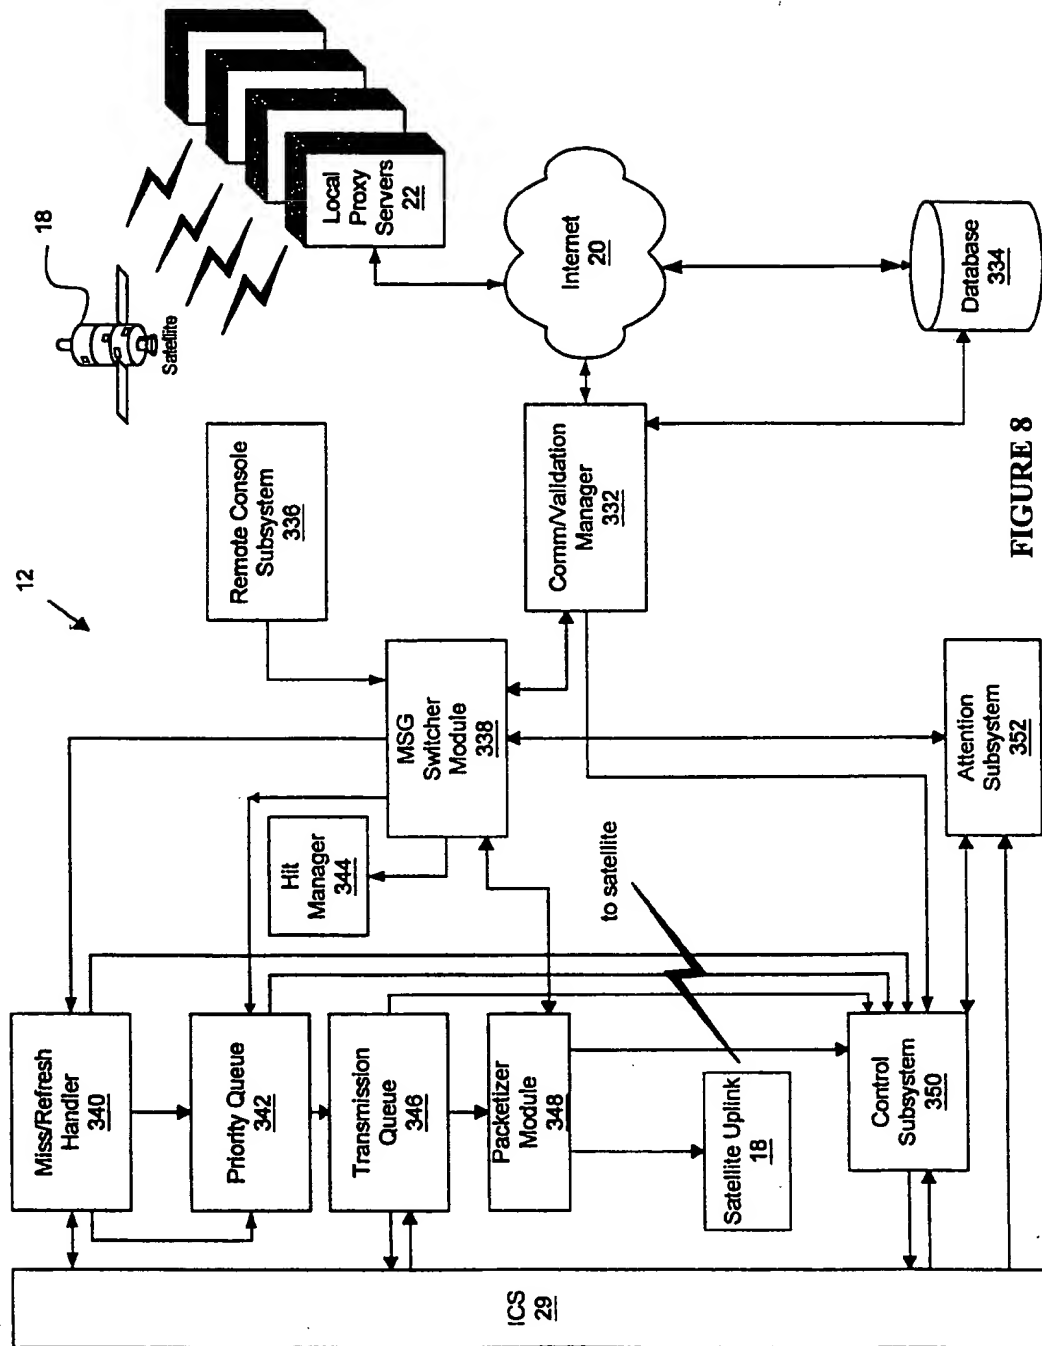 12
18
Satellite
Local
Proxy
Servers
22
Remote Console
Subsystem
336
Internet
20
Database
334
Comm/Validation
Manager
332
MSG
Switcher
Module
338
Hit
Manager
344
Attention
Subsystem
352
to satellite
Miss/Refresh
Handler
340
Priority Queue
342
Transmission
Queue
346
Packetizer
Module
348
Satellite Uplink
18
Control
Subsystem
350
ICS
29
FIGURE 8